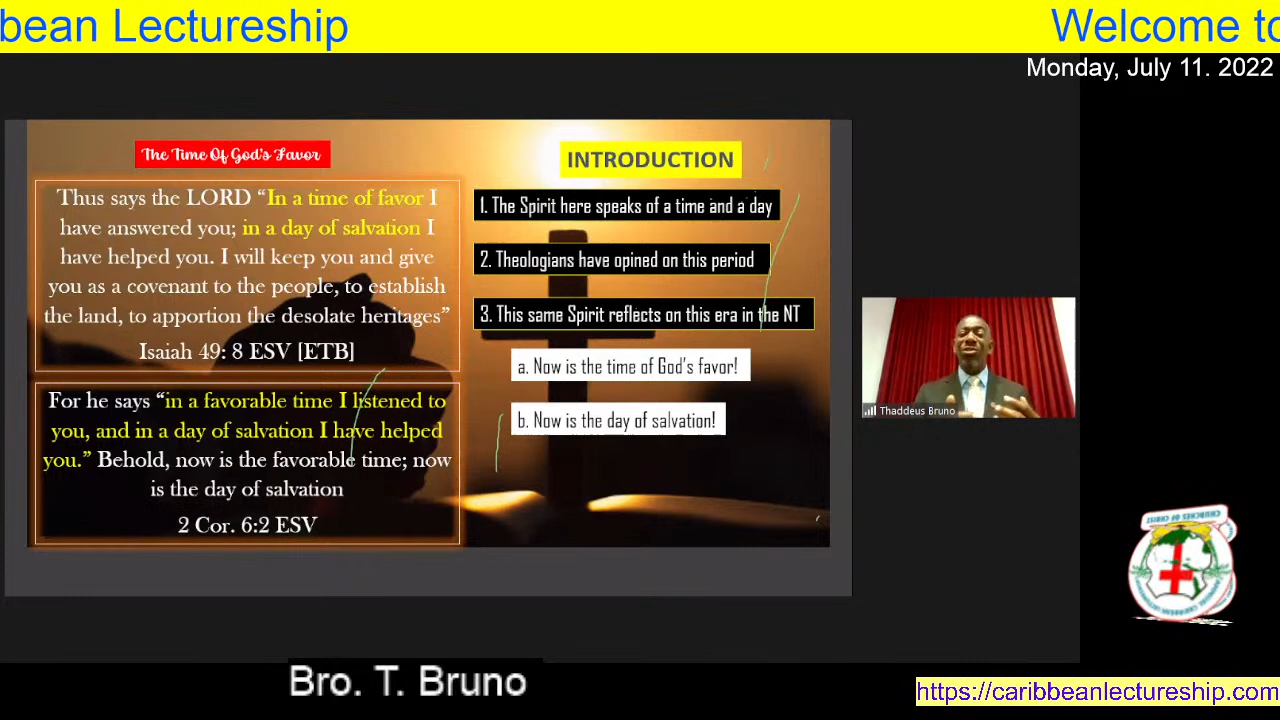 bean Lectureship
Welcome to
Monday, July 11. 2022
The Time Of God's Favor
Thus says the LORD “In a time of favor I
have answered you; in a day of salvation I
have helped you. I will keep you and give
you as a covenant to the people, to establish
the land, to apportion the desolate heritages”
Isaiah 49: 8 ESV [ETB]
For he says “in a favorable time I listened to
you, and in a day of salvation I have helped
you.” Behold, now is the favorable time; now
is the day of salvation
2 Cor. 6:2 ESV
INTRODUCTION
1. The Spirit here speaks of a time and a day
2. Theologians have opined on this period
3. This same Spirit reflects on this era in the NT
a. Now is the time of God's favor!
b. Now is the day of salvation!
Thaddeus Bruno
CHURCHES OF CHRIST
Bro. T. Bruno
https://caribbeanlectureship.com